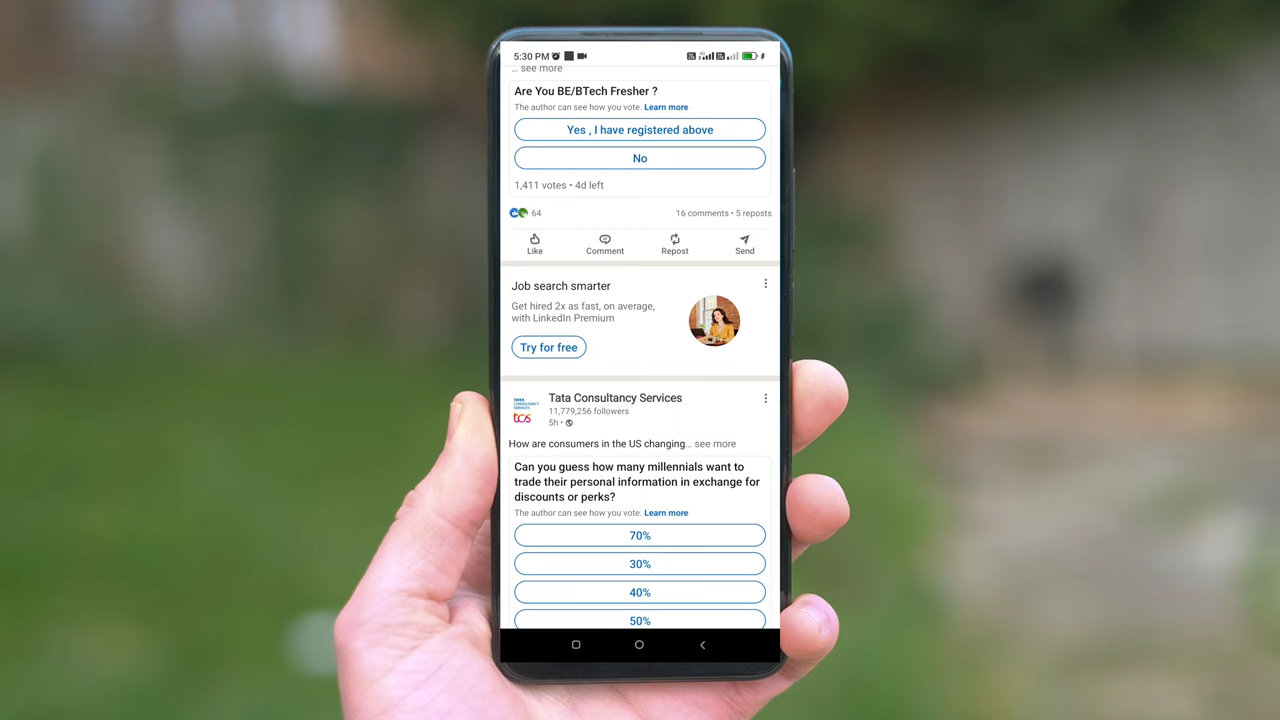 5:30 PM
... see more
Are You BE/BTech Fresher ?
The author can see how you vote. Learn more
Yes , I have registered above
No
1,411 votes • 4d left
64
16 comments • 5 reposts
Like Comment Repost Send
Job search smarter
Get hired 2x as fast, on average,
with LinkedIn Premium
Try for free
TATA
CONSULTANCY
SERVICES
tcs
Tata Consultancy Services
11,779,256 followers
5h •
How are consumers in the US changing... see more
Can you guess how many millennials want to
trade their personal information in exchange for
discounts or perks?
The author can see how you vote. Learn more
70%
30%
40%
50%